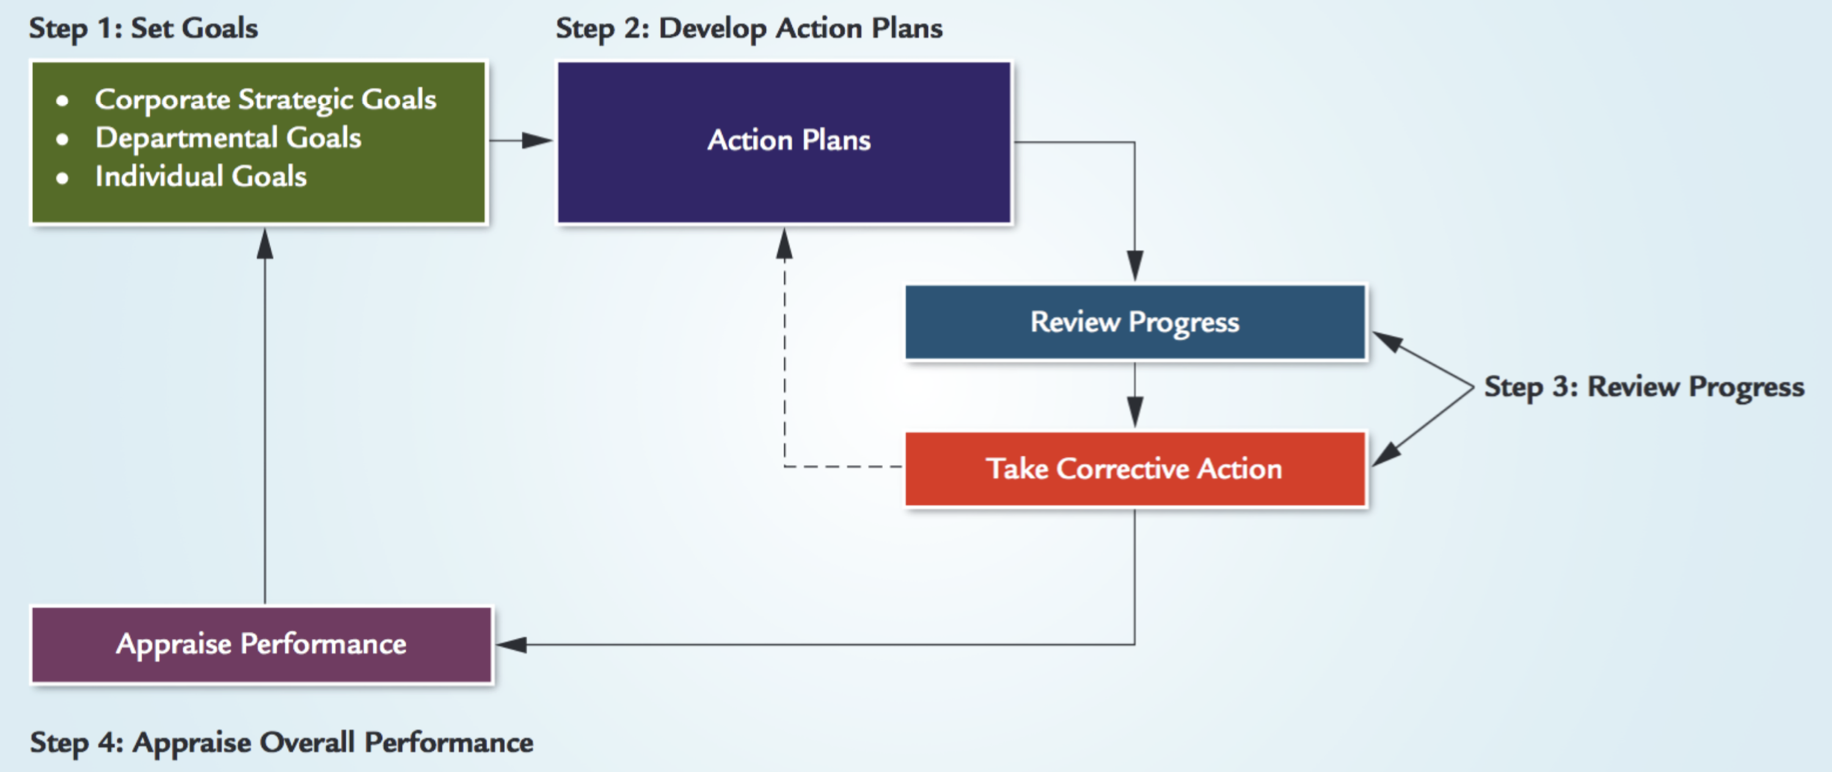 Step 1: Set Goals
Step 2: Develop Action Plans
• Corporate Strategic Goals
• Departmental Goals
• Individual Goals
Action Plans
Review Progress
Step 3: Review Progress
Take Corrective Action
Appraise Performance
Step 4: Appraise Overall Performance